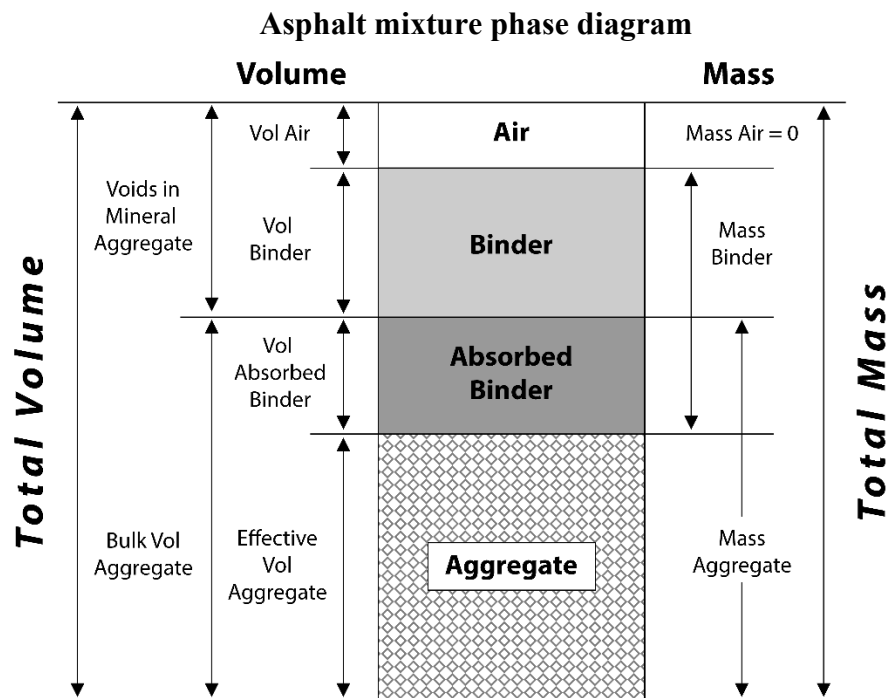 Asphalt mixture phase diagram
Volume
Mass
Vol Air
Air
Mass Air = 0
Voids in
Mineral
Aggregate
Vol
Binder
Binder
Mass
Binder
Total Volume
Total Mass
Vol
Absorbed
Binder
Absorbed
Binder
Bulk Vol
Aggregate
Effective
Vol
Aggregate
Aggregate
Mass
Aggregate